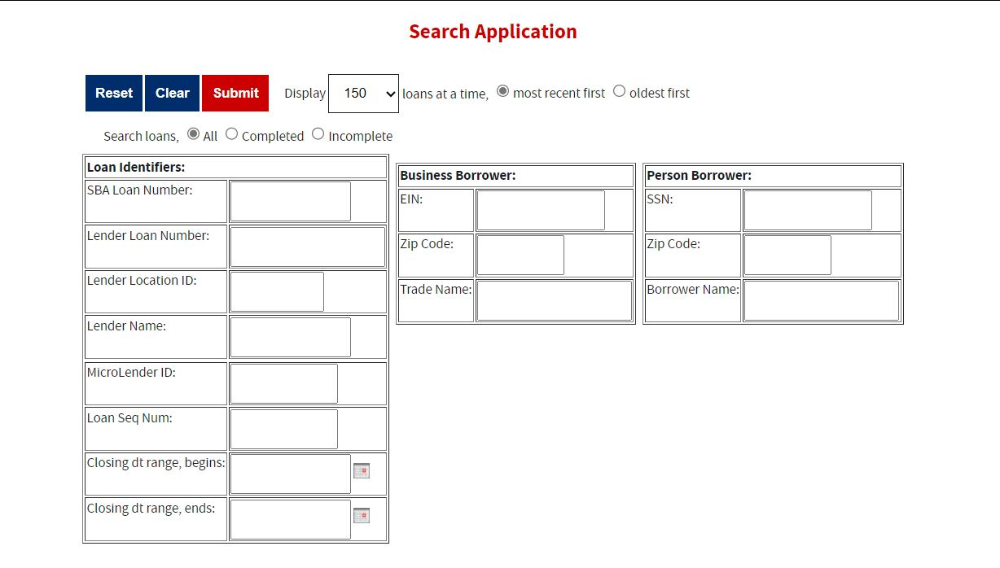 Search Application
Reset Clear Submit Display 150 loans at a time, most recent first oldest first
Search loans, All Completed Incomplete
Loan Identifiers:
SBA Loan Number:
Lender Loan Number:
Lender Location ID:
Lender Name:
MicroLender ID:
Loan Seq Num:
Closing dt range, begins:
Closing dt range, ends:
Business Borrower:
EIN:
Zip Code:
Trade Name:
Person Borrower:
SSN:
Zip Code:
Borrower Name: